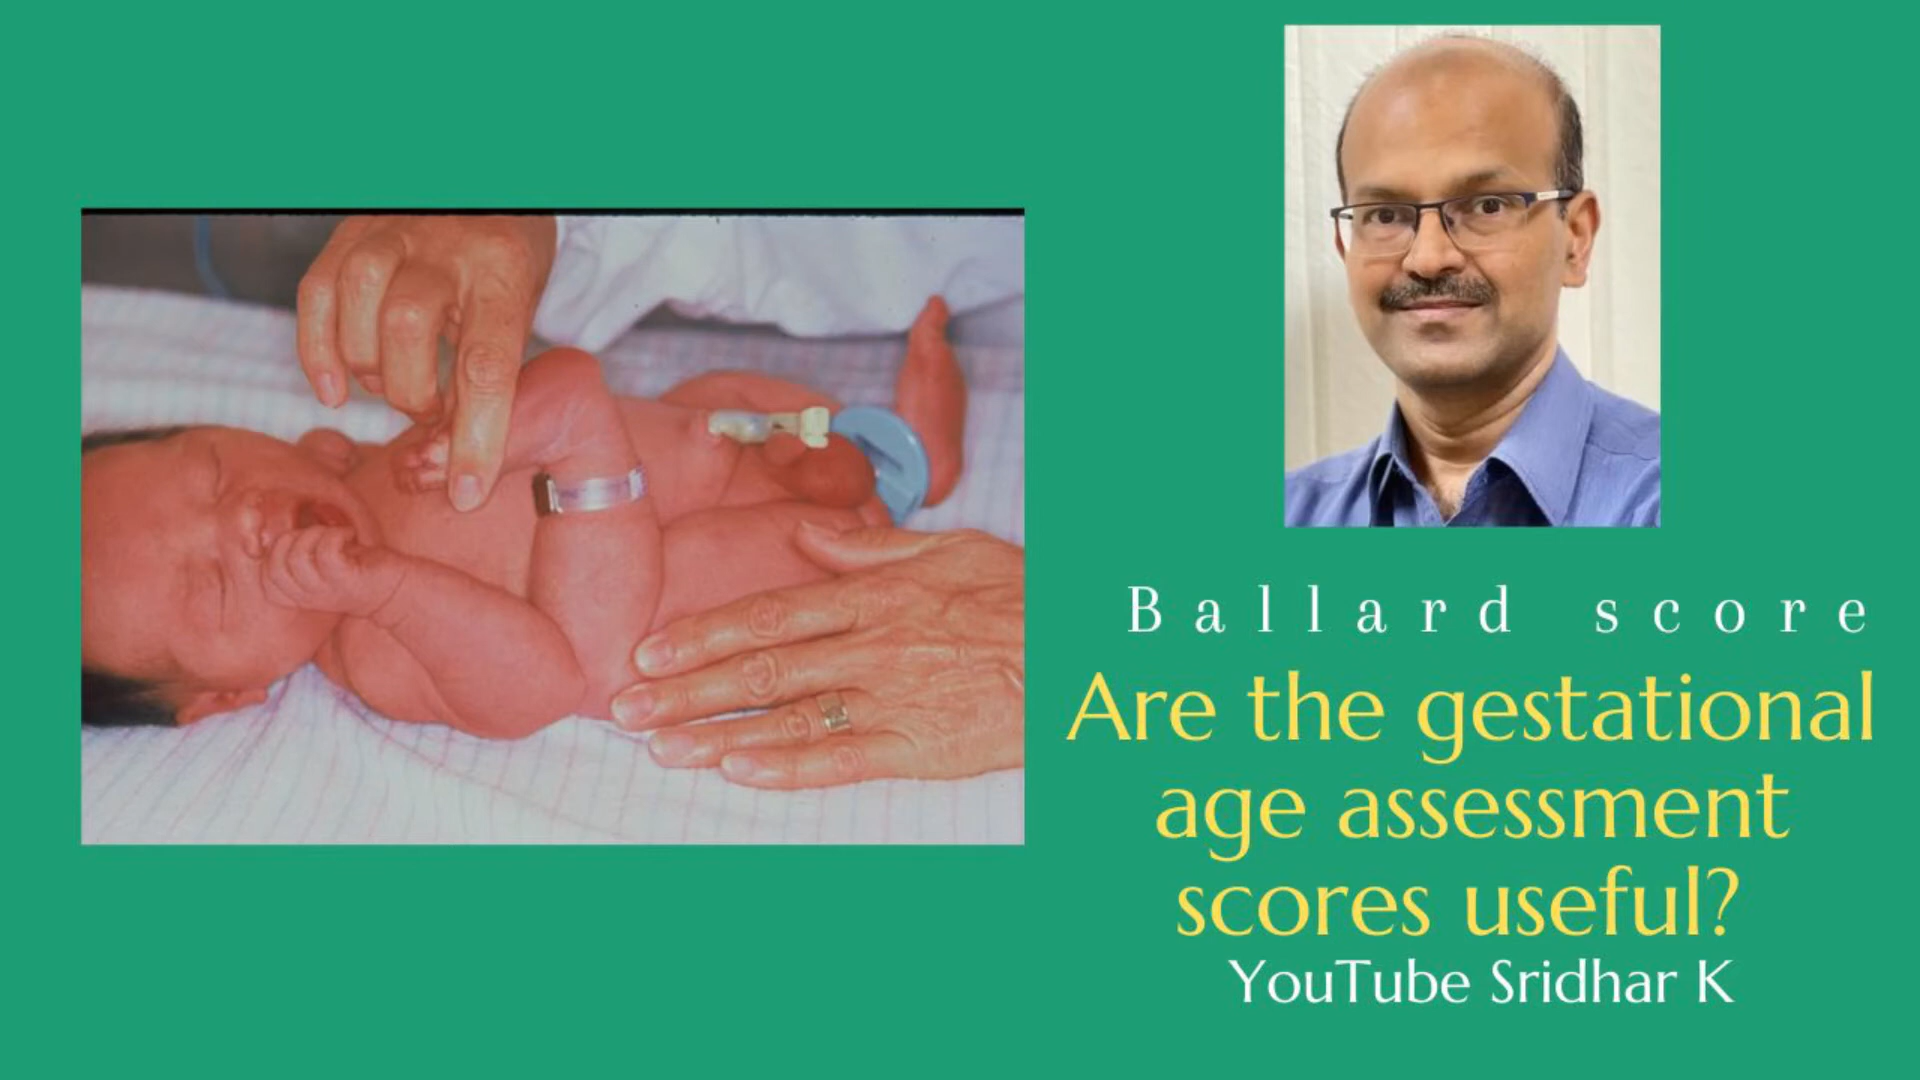 Ballard score
Are the gestational
age assessment
scores useful?
YouTube Sridhar K